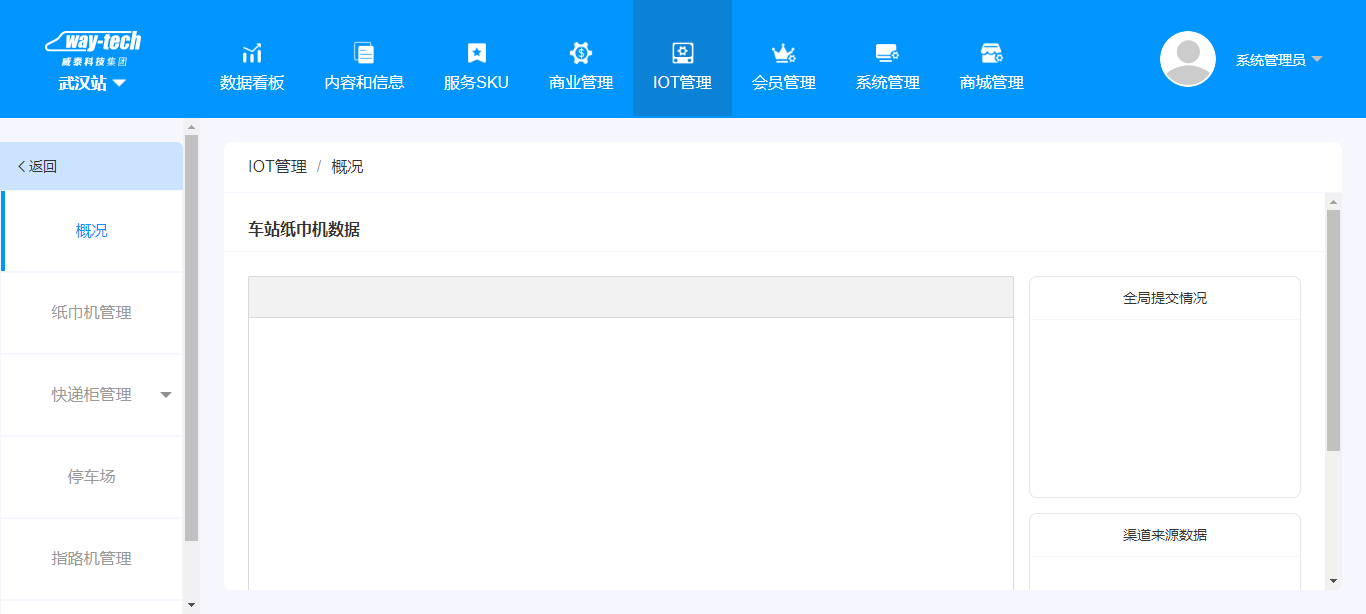 way-tech
威泰科技集团
武汉站
数据看板
内容和信息
服务SKU
商业管理
IOT管理
会员管理
系统管理
商城管理
系统管理员
返回
概况
纸巾机管理
快递柜管理
停车场
指路机管理
IOT管理 / 概况
车站纸巾机数据
全局提交情况
渠道来源数据